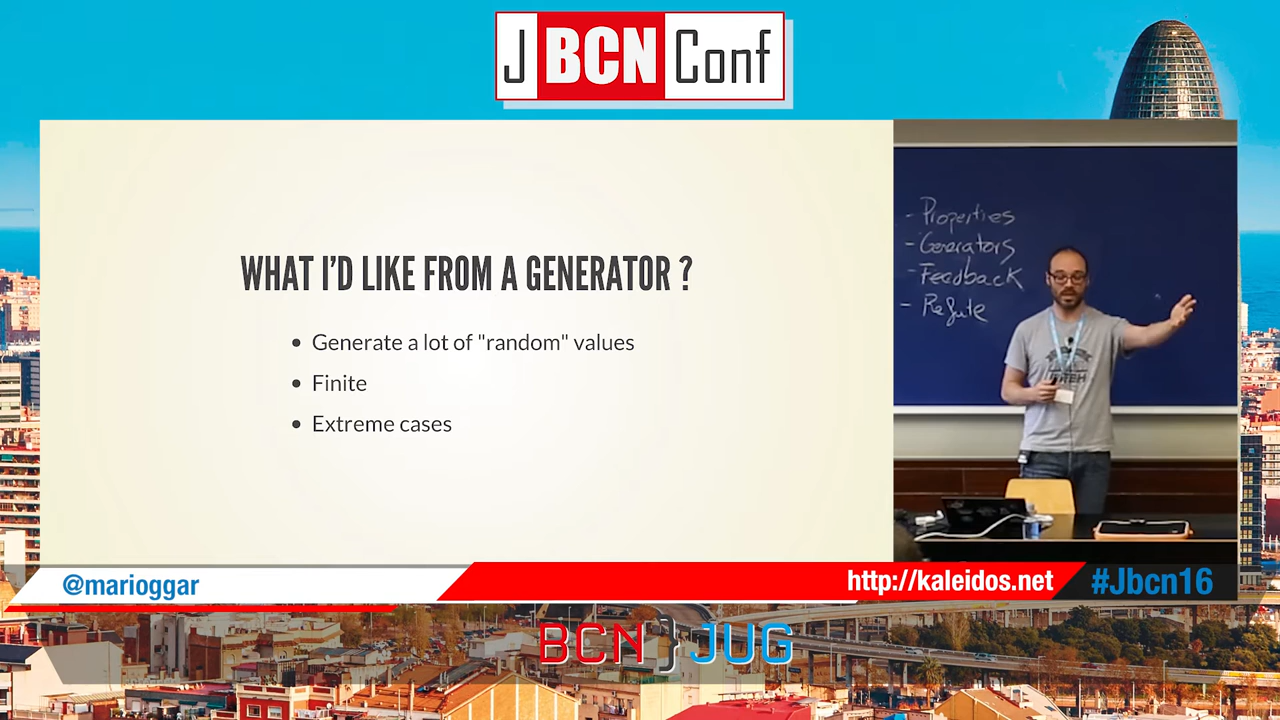 J BCN Conf
WHAT I'D LIKE FROM A GENERATOR ?
• Generate a lot of "random" values
• Finite
• Extreme cases
- Properties
- Generators
- Feedback
- Refute
@marioggar
http://kaleidos.net
#Jbcn16
BCN JUG